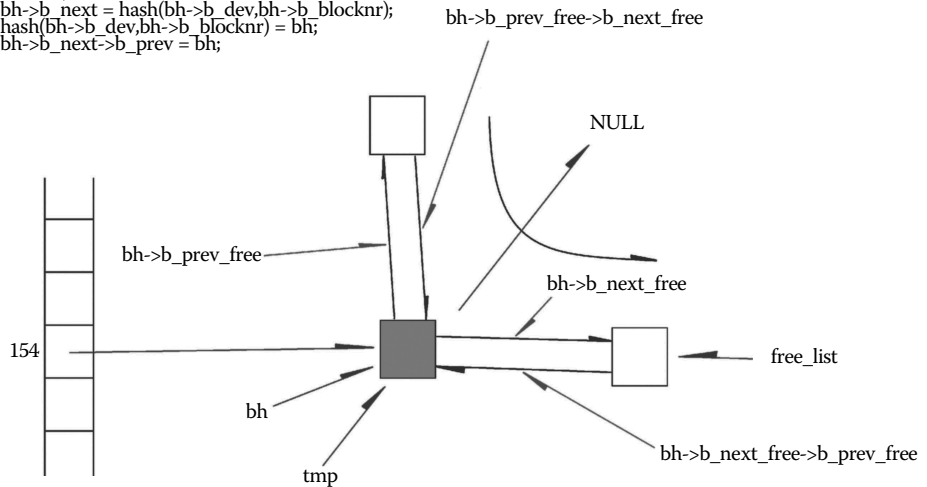 bh->b_next = hash(bh->b_dev,bh->b_blocknr);
hash(bh->b_dev,bh->b_blocknr) = bh;
bh->b_next->b_prev = bh;
bh->b_prev_free->b_next_free
NULL
bh->b_prev_free
bh->b_next_free
154
free_list
bh
bh->b_next_free->b_prev_free
tmp